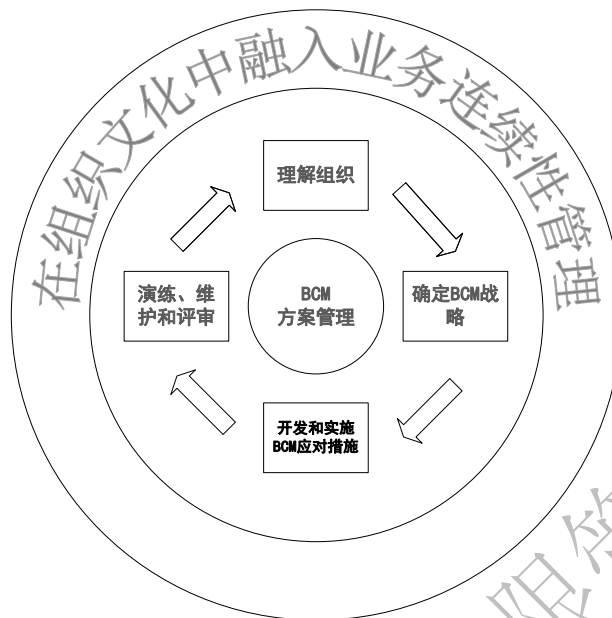 在组织文化中融入业务连续性管理
理解组织
演练、维
护和评审
BCM
方案管理
确定BCM战
略
开发和实施
BCM应对措施
限